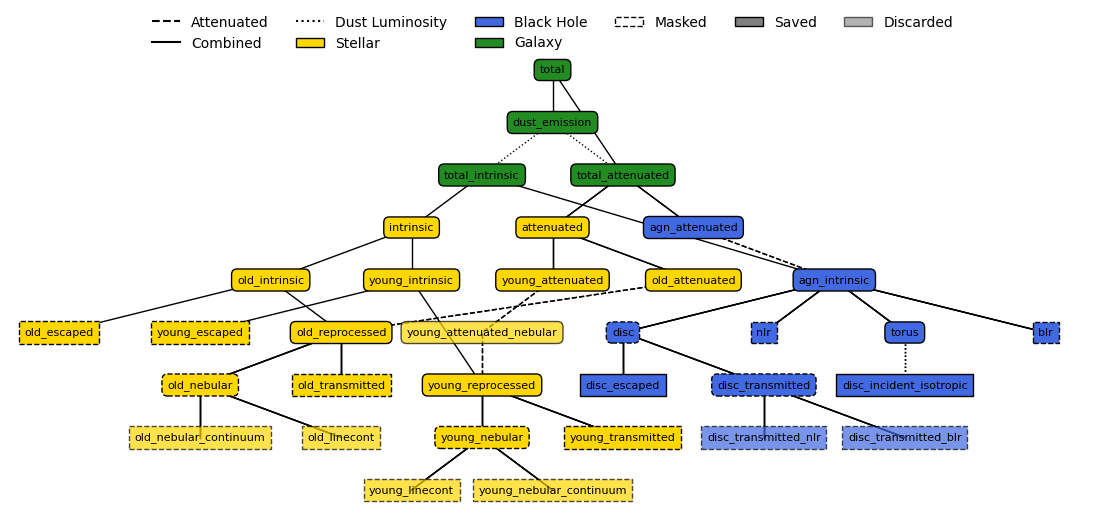 Attenuated
Dust Luminosity
Black Hole
Masked
Saved
Discarded
Combined
Stellar
Galaxy
total
dust_emission
total_intrinsic
total_attenuated
intrinsic
attenuated
agn_attenuated
old_intrinsic
young_intrinsic
young_attenuated
old_attenuated
agn_intrinsic
old_escaped
young_escaped
old_reprocessed
young_attenuated_nebular
disc
nlr
torus
blr
old_nebular
old_transmitted
young_reprocessed
disc_escaped
disc_transmitted
disc_incident_isotropic
old_nebular_continuum
old_linecont
young_nebular
young_transmitted
disc_transmitted_nlr
disc_transmitted_blr
young_linecont
young_nebular_continuum